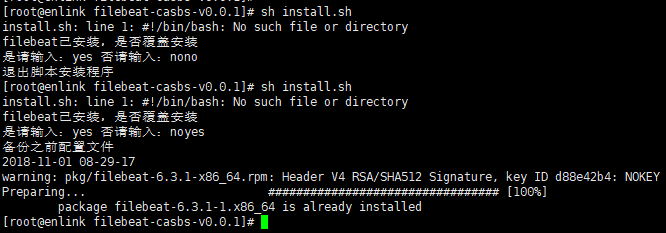 [root@enlink filebeat-casbs-v0.0.1]# sh install.sh
install.sh: line 1: #!/bin/bash: No such file or directory
filebeat已安装，是否覆盖安装
是请输入：yes 否请输入：nono
退出脚本安装程序
[root@enlink filebeat-casbs-v0.0.1]# sh install.sh
install.sh: line 1: #!/bin/bash: No such file or directory
filebeat已安装，是否覆盖安装
是请输入：yes 否请输入：noyes
备份之前配置文件
2018-11-01 08-29-17
warning: pkg/filebeat-6.3.1-x86_64.rpm: Header V4 RSA/SHA512 Signature, key ID d88e42b4: NOKEY
Preparing... ################################# [100%]
package filebeat-6.3.1-1.x86_64 is already installed
[root@enlink filebeat-casbs-v0.0.1]#